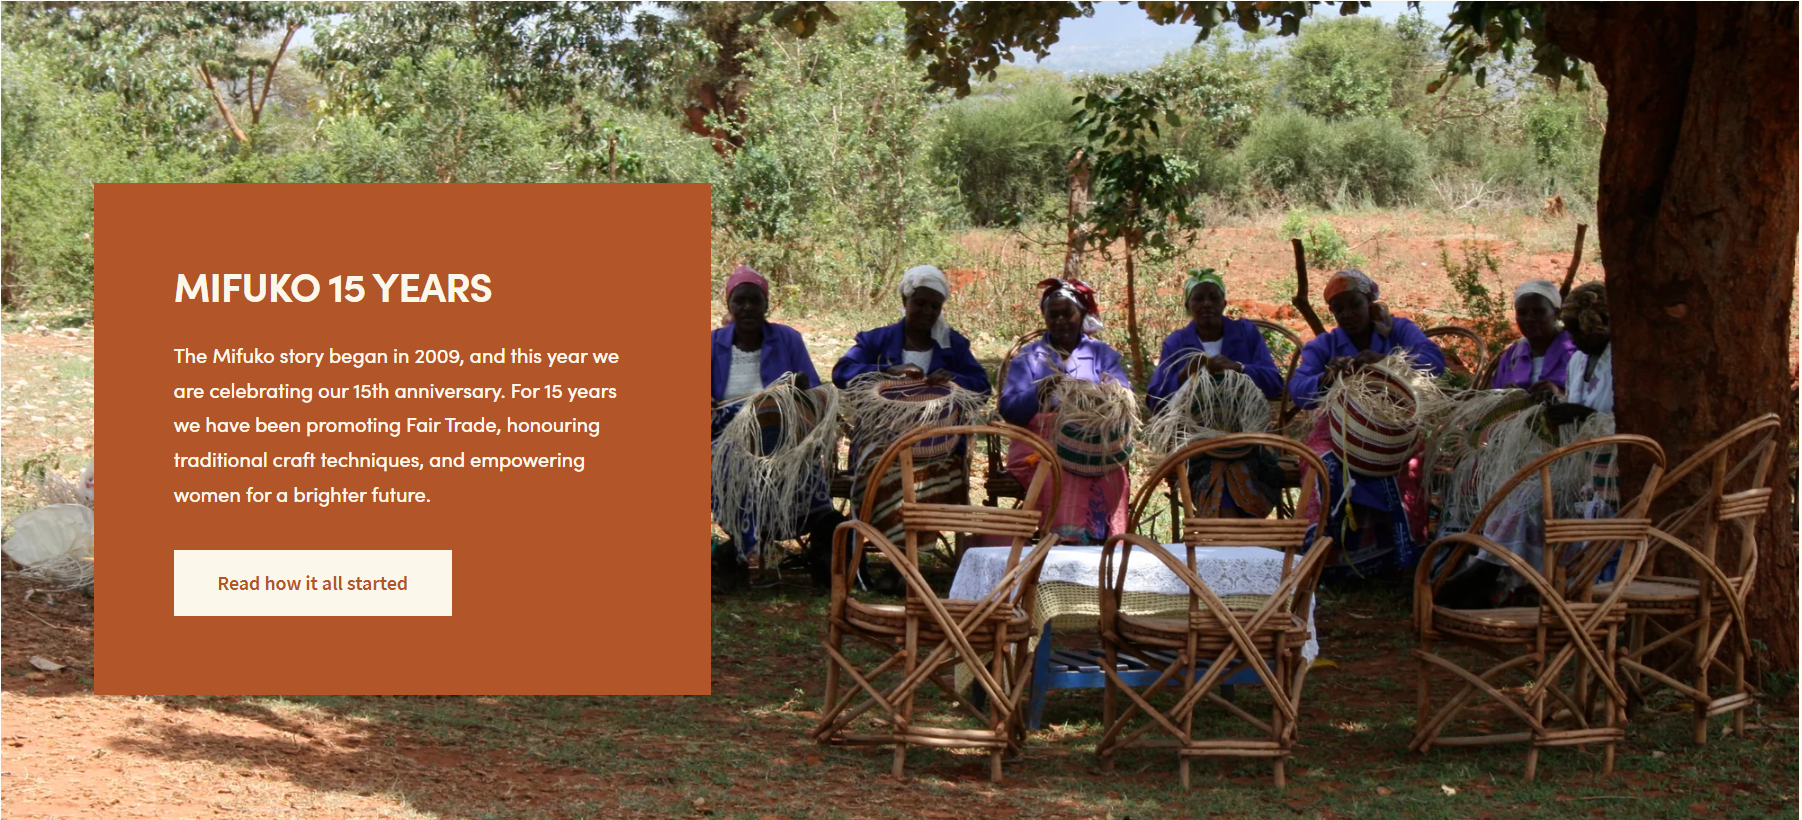 MIFUKO 15 YEARS
The Mifuko story began in 2009, and this year we
are celebrating our 15th anniversary. For 15 years
we have been promoting Fair Trade, honouring
traditional craft techniques, and empowering
women for a brighter future.
Read how it all started